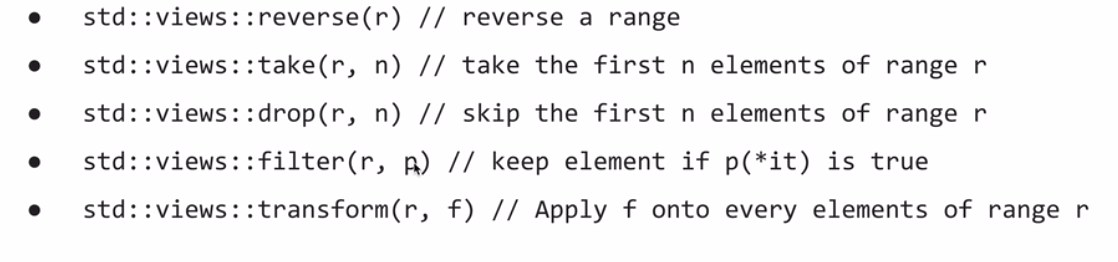 ● std::views::reverse(r) // reverse a range
● std::views::take(r, n) // take the first n elements of range r
● std::views::drop(r, n) // skip the first n elements of range r
● std::views::filter(r, p) // keep element if p(*it) is true
● std::views::transform(r, f) // Apply f onto every elements of range r